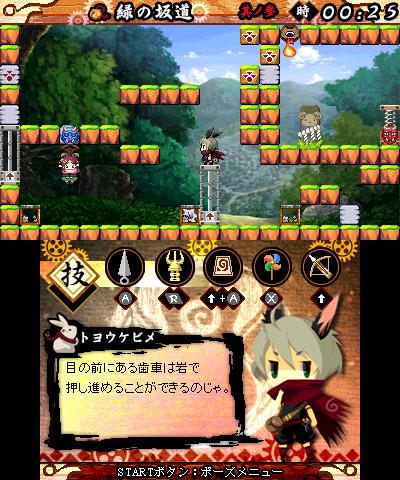 緑の坂道 其ノ参 時 00:25
技
A R ↑+A X ↑
トヨウケビメ
目の前にある歯車は岩で
押し進めることができるのじゃ。
STARTボタン：ポーズメニュー